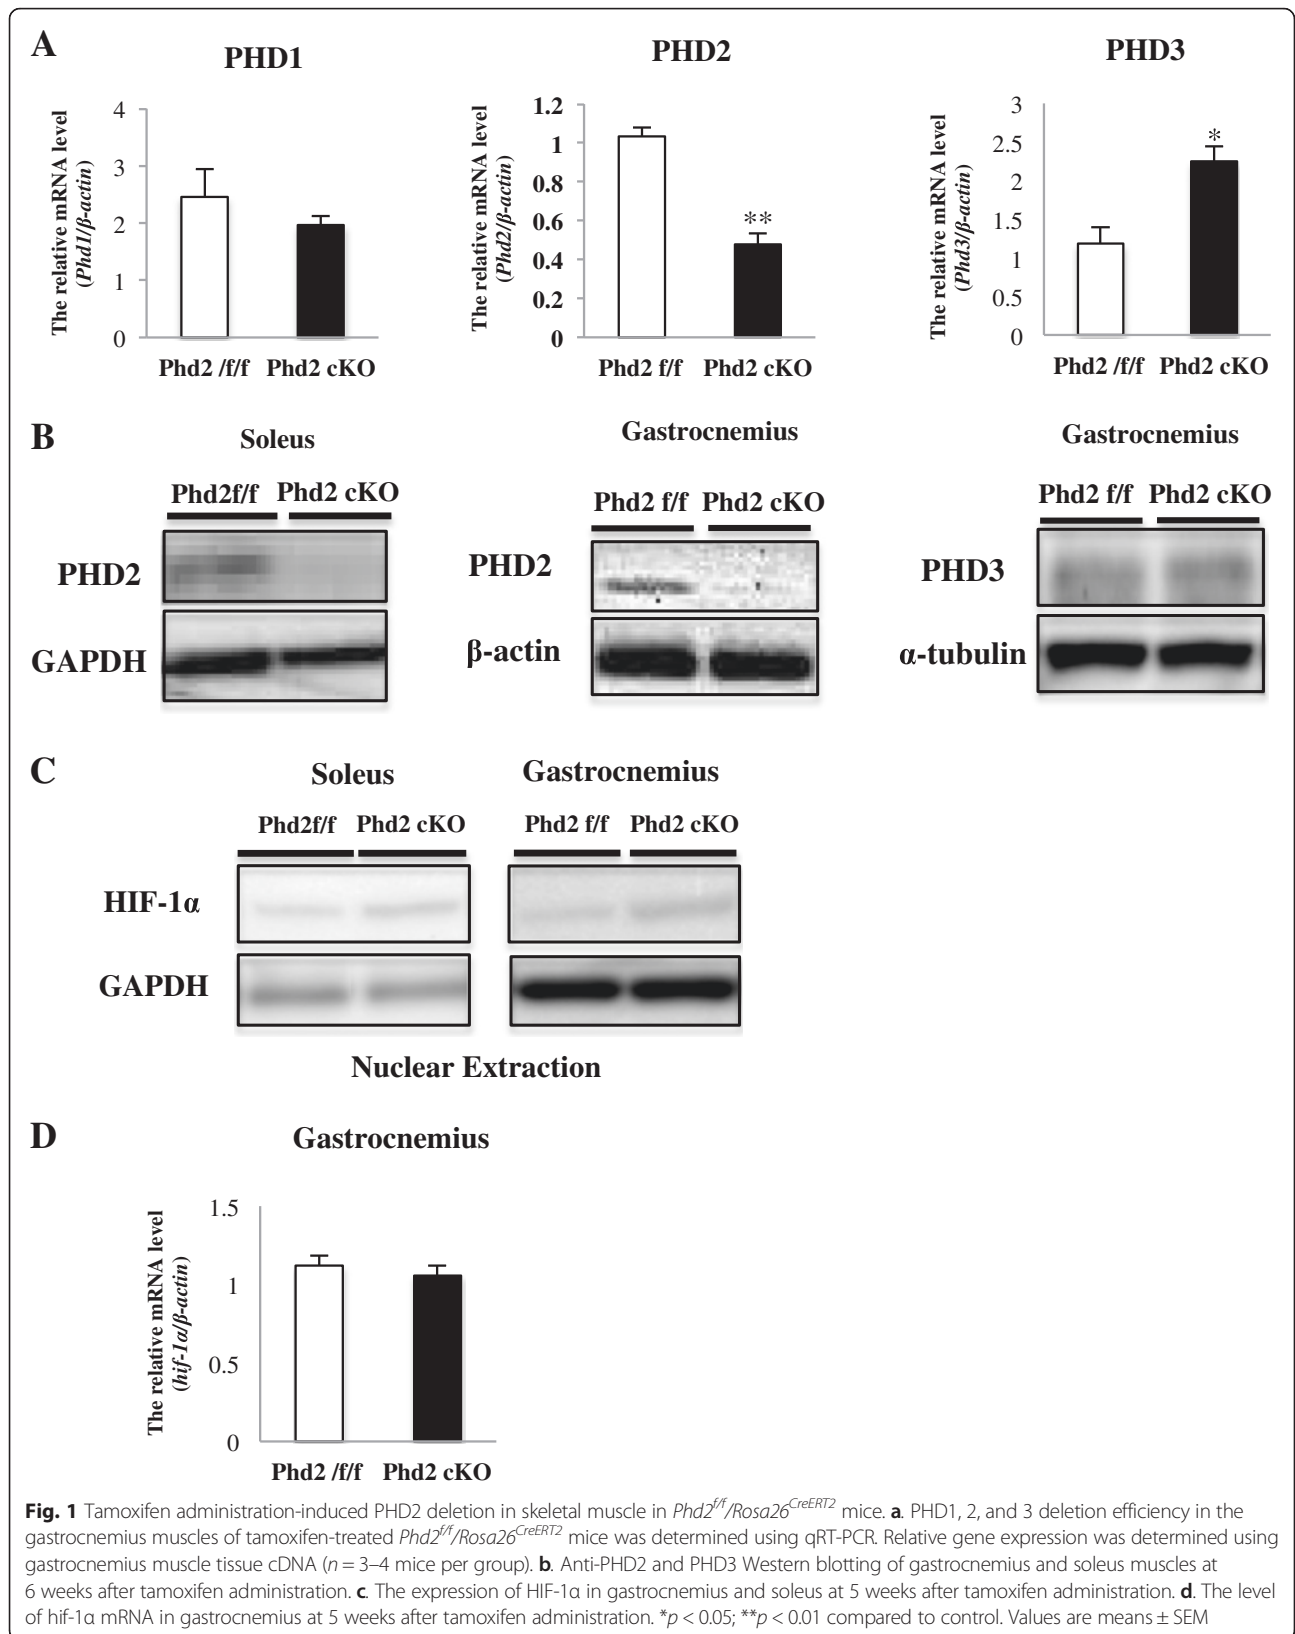 A
PHD1
PHD2
PHD3
The relative mRNA level
(Phd1/β-actin)
4
3
2
1
0
Phd2 /f/f Phd2 cKO
The relative mRNA level
(Phd2/β-actin)
1.2
1
0.8
0.6
0.4
0.2
0
**
Phd2 f/f Phd2 cKO
The relative mRNA level
(Phd3/β-actin)
3
2.5
2
1.5
1
0.5
0
*
Phd2 /f/f Phd2 cKO
B
Soleus
Phd2f/f Phd2 cKO
PHD2
GAPDH
Gastrocnemius
Phd2 f/f Phd2 cKO
PHD2
β-actin
Gastrocnemius
Phd2 f/f Phd2 cKO
PHD3
α-tubulin
C
Soleus
Gastrocnemius
Phd2f/f Phd2 cKO
Phd2 f/f Phd2 cKO
HIF-1α
GAPDH
Nuclear Extraction
D
Gastrocnemius
The relative mRNA level
(hif-1α/β-actin)
1.5
1
0.5
0
Phd2 /f/f Phd2 cKO
Fig. 1 Tamoxifen administration-induced PHD2 deletion in skeletal muscle in Phd2f/f/Rosa26CreERT2 mice. a. PHD1, 2, and 3 deletion efficiency in the
gastrocnemius muscles of tamoxifen-treated Phd2f/f/Rosa26CreERT2 mice was determined using qRT-PCR. Relative gene expression was determined using
gastrocnemius muscle tissue cDNA (n = 3–4 mice per group). b. Anti-PHD2 and PHD3 Western blotting of gastrocnemius and soleus muscles at
6 weeks after tamoxifen administration. c. The expression of HIF-1α in gastrocnemius and soleus at 5 weeks after tamoxifen administration. d. The level
of hif-1α mRNA in gastrocnemius at 5 weeks after tamoxifen administration. *p < 0.05; **p < 0.01 compared to control. Values are means ± SEM